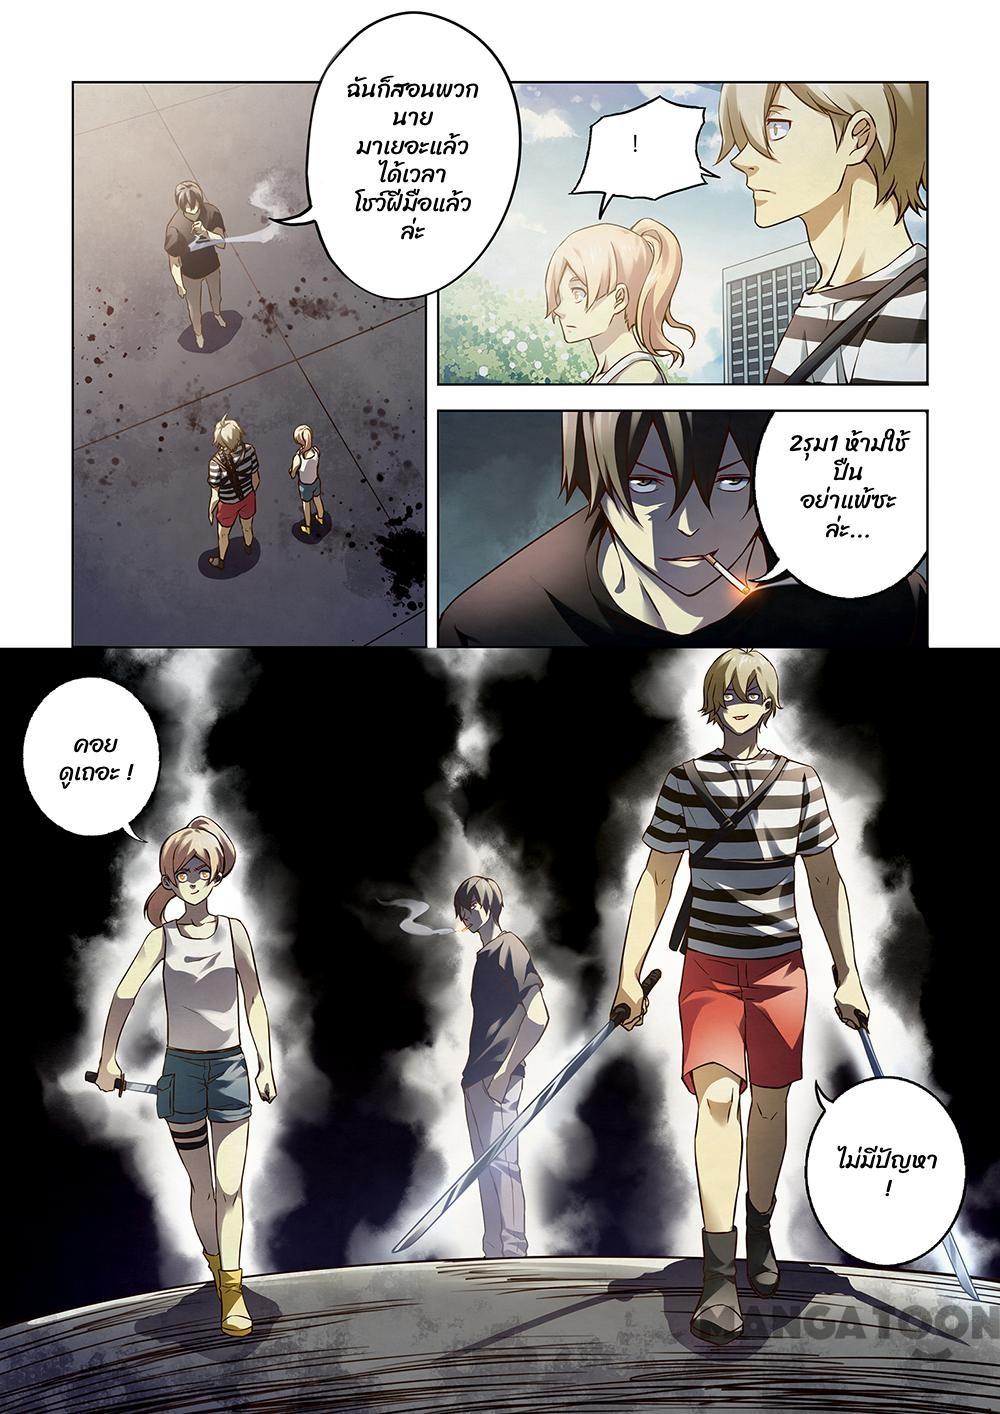 ฉันก็สอนพวก
นาย
มาเยอะแล้ว
ได้เวลา
โชว์ฝีมือแล้ว
ล่ะ
!
2รุม1 ห้ามใช้
ปืน
อย่าแพ้ซะ
ล่ะ...
คอย
ดูเถอะ !
ไม่มีปัญหา
!
MANGATOON